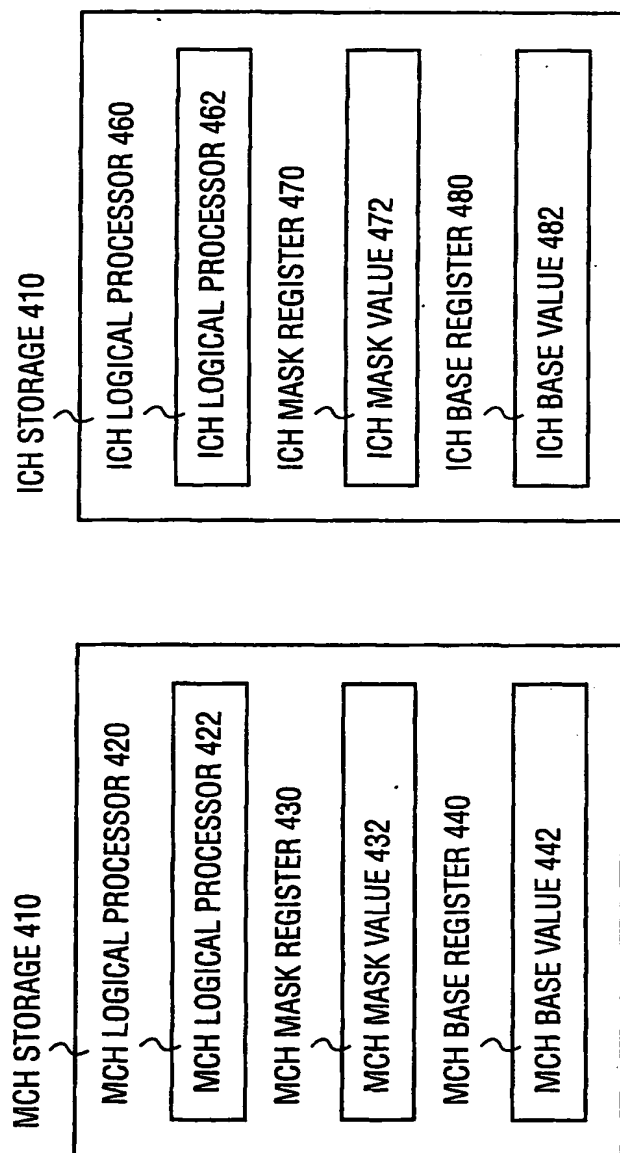 MCH STORAGE 410
MCH LOGICAL PROCESSOR 420
MCH LOGICAL PROCESSOR 422
MCH MASK REGISTER 430
MCH MASK VALUE 432
MCH BASE REGISTER 440
MCH BASE VALUE 442
ICH STORAGE 410
ICH LOGICAL PROCESSOR 460
ICH LOGICAL PROCESSOR 462
ICH MASK REGISTER 470
ICH MASK VALUE 472
ICH BASE REGISTER 480
ICH BASE VALUE 482